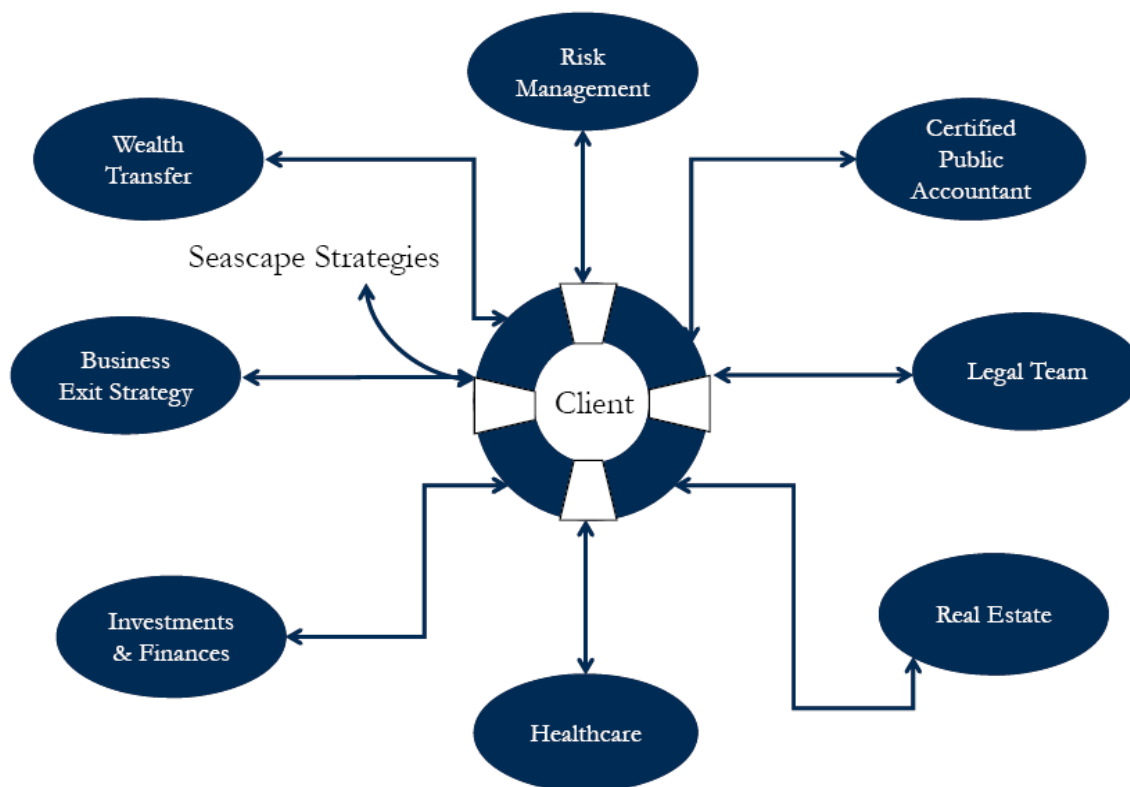 Risk
Management
Wealth
Transfer
Certified
Public
Accountant
Seascape Strategies
Business
Exit Strategy
Client
Legal Team
Investments
& Finances
Real Estate
Healthcare